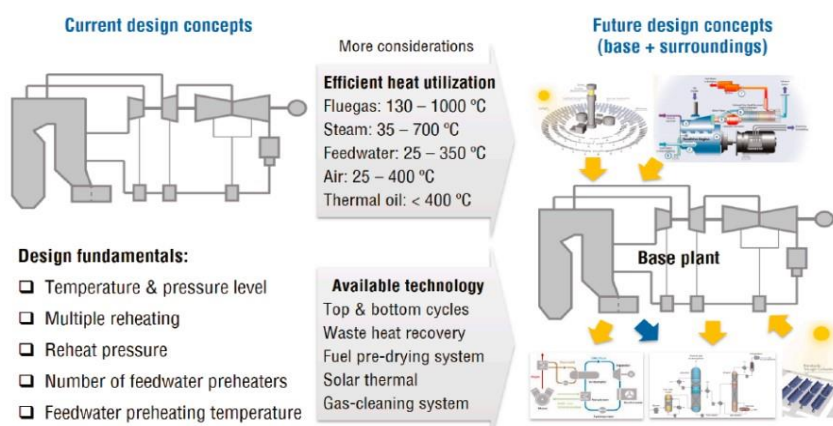 Current design concepts
More considerations
Future design concepts
(base + surroundings)
Efficient heat utilization
Fluegas: 130 – 1000 ºC
Steam: 35 – 700 ºC
Feedwater: 25 – 350 ºC
Air: 25 – 400 ºC
Thermal oil: < 400 ºC
Design fundamentals:
❑ Temperature & pressure level
❑ Multiple reheating
❑ Reheat pressure
❑ Number of feedwater preheaters
❑ Feedwater preheating temperature
Available technology
Top & bottom cycles
Waste heat recovery
Fuel pre-drying system
Solar thermal
Gas-cleaning system
Base plant